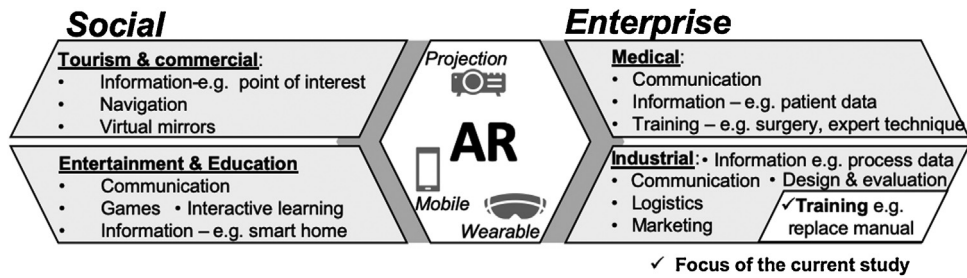 Social
Tourism & commercial:
• Information-e.g. point of interest
• Navigation
• Virtual mirrors
Entertainment & Education
• Communication
• Games • Interactive learning
• Information – e.g. smart home
Projection
AR
Mobile
Wearable
Enterprise
Medical:
• Communication
• Information – e.g. patient data
• Training – e.g. surgery, expert technique
Industrial: • Information e.g. process data
• Communication • Design & evaluation
• Logistics
• Marketing
✓Training e.g.
replace manual
✓ Focus of the current study